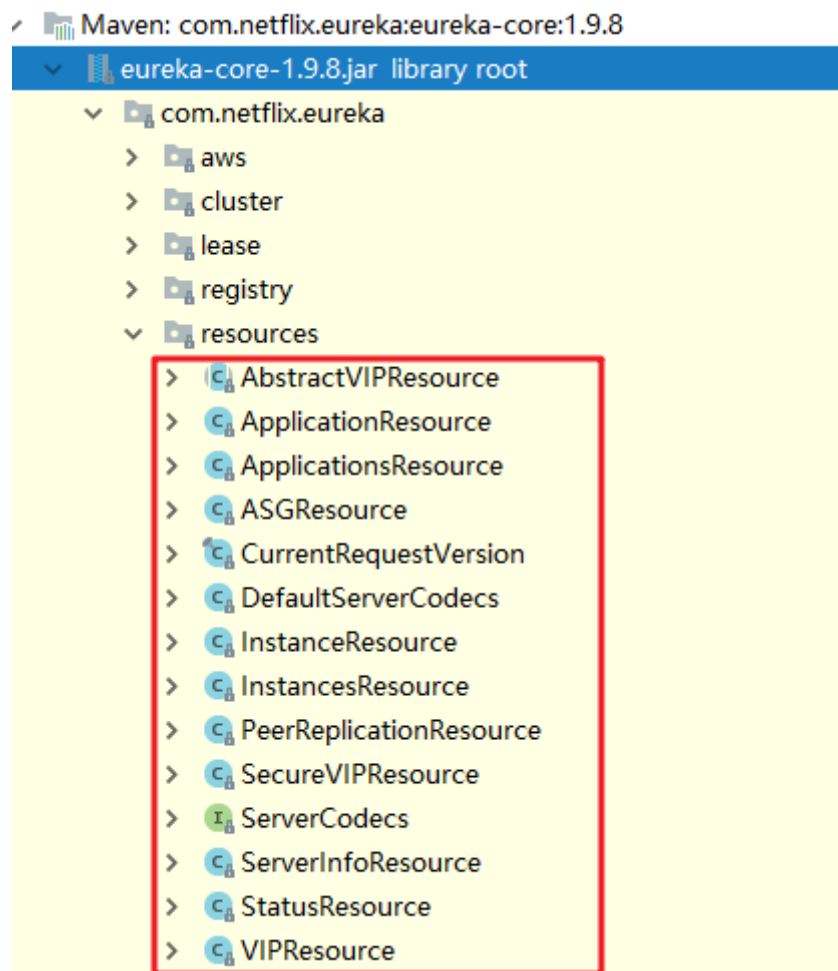 Maven: com.netflix.eureka:eureka-core:1.9.8
eureka-core-1.9.8.jar library root
com.netflix.eureka
aws
cluster
lease
registry
resources
AbstractVIPResource
ApplicationResource
ApplicationsResource
ASGResource
CurrentRequestVersion
DefaultServerCodecs
InstanceResource
InstancesResource
PeerReplicationResource
SecureVIPResource
ServerCodecs
ServerInfoResource
StatusResource
VIPResource